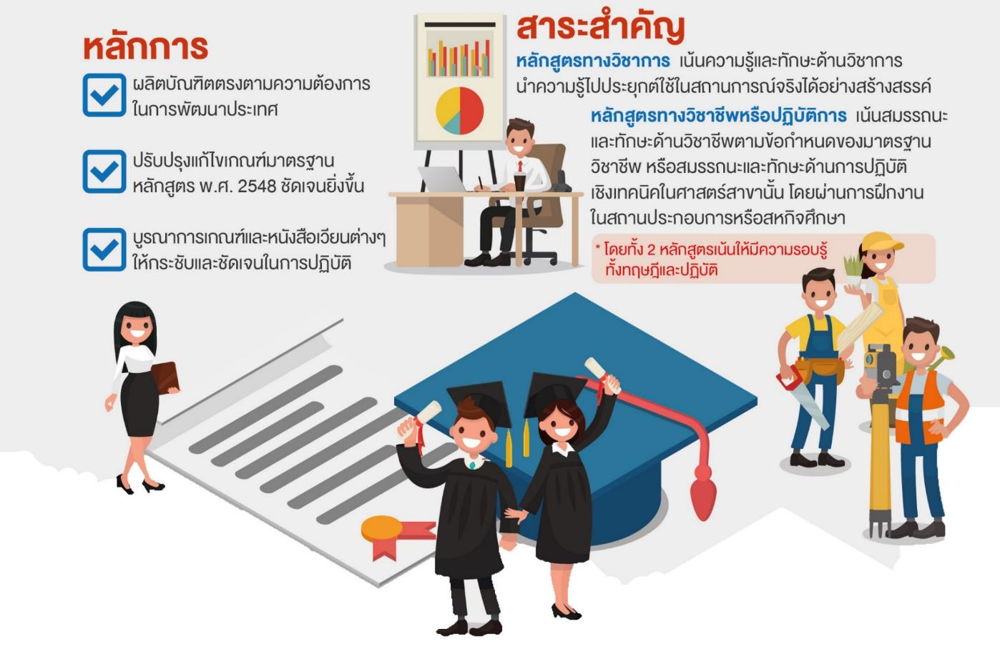 หลักการ
ผลิตบัณฑิตตรงตามความต้องการ
ในการพัฒนาประเทศ
ปรับปรุงแก้ไขเกณฑ์มาตรฐาน
หลักสูตร พ.ศ. 2548 ชัดเจนยิ่งขึ้น
บูรณาการเกณฑ์และหนังสือเวียนต่างๆ
ให้กระชับและชัดเจนในการปฏิบัติ
สาระสำคัญ
หลักสูตรทางวิชาการ เน้นความรู้และทักษะด้านวิชาการ
นำความรู้ไปประยุกต์ใช้ในสถานการณ์จริงได้อย่างสร้างสรรค์
หลักสูตรทางวิชาชีพหรือปฏิบัติการ เน้นสมรรถนะ
และทักษะด้านวิชาชีพตามข้อกำหนดของมาตรฐาน
วิชาชีพ หรือสมรรถนะและทักษะด้านการปฏิบัติ
เชิงเทคนิคในศาสตร์สาขานั้น โดยผ่านการฝึกงาน
ในสถานประกอบการหรือสหกิจศึกษา
* โดยทั้ง 2 หลักสูตรเน้นให้มีความรอบรู้
ทั้งทฤษฎีและปฏิบัติ